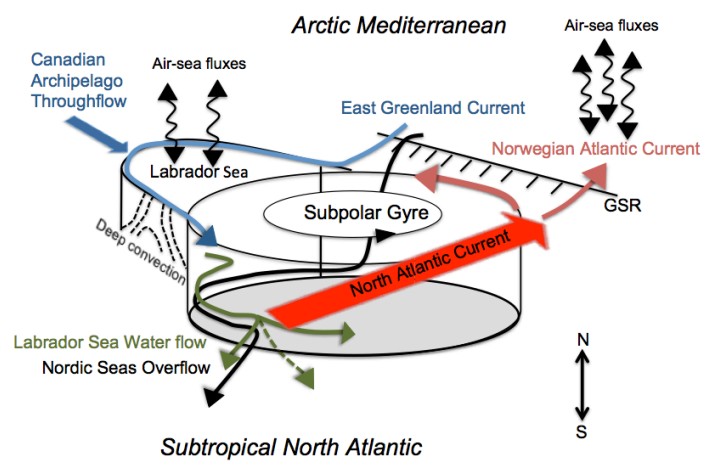 Arctic Mediterranean
Air-sea fluxes
Canadian
Archipelago
Throughflow
Air-sea fluxes
East Greenland Current
Norwegian Atlantic Current
Labrador Sea
GSR
Subpolar Gyre
Deep convection
North Atlantic Current
Labrador Sea Water flow
Nordic Seas Overflow
N
S
Subtropical North Atlantic